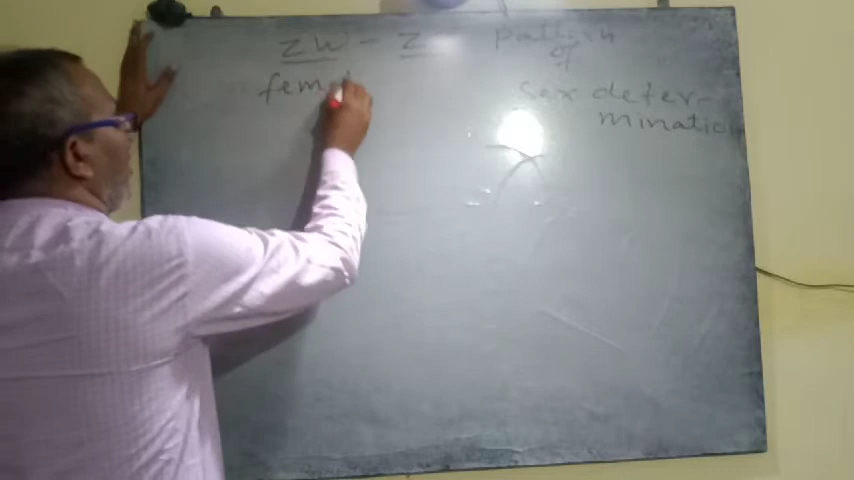 ZW - Z pattern
of
Sex deter-
mination
fem